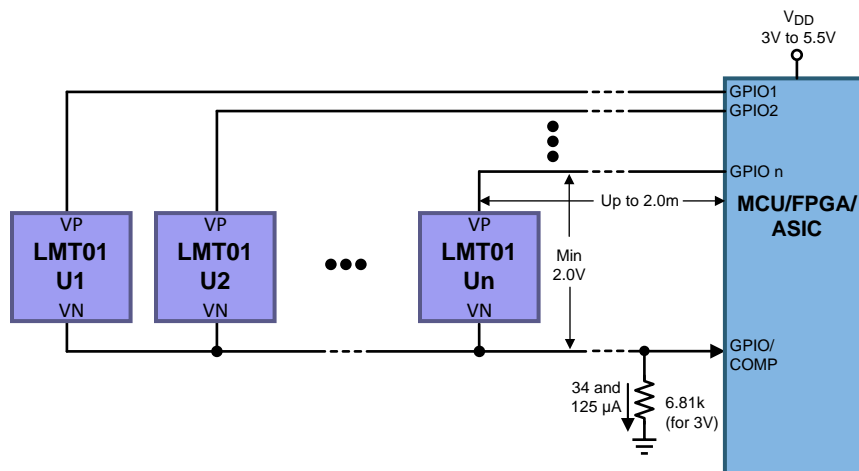 VDD
3V to 5.5V
GPIO1
GPIO2
GPIO n
Up to 2.0m
MCU/FPGA/
ASIC
VP
LMT01
U1
VN
VP
LMT01
U2
VN
VP
LMT01
Un
VN
Min
2.0V
GPIO/
COMP
34 and
125 µA
6.81k
(for 3V)